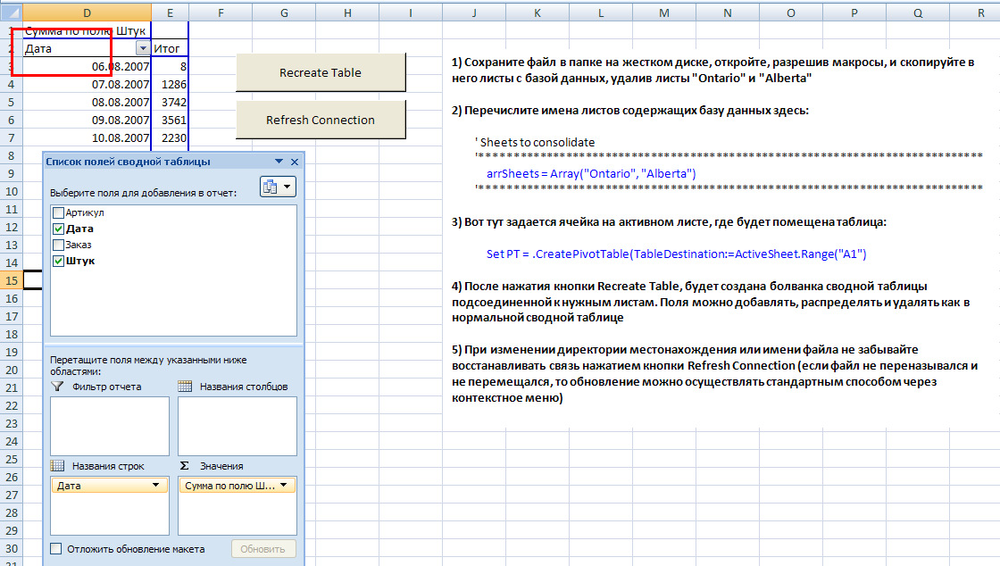 D E F G H I J K L M N O P Q R
1 Сумма по полю Штук
2 Дата Итог
3 06.08.2007 8
4 07.08.2007 1286
5 08.08.2007 3742
6 09.08.2007 3561
7 10.08.2007 2230
8
9
10
11
12
13
14
15
16
17
18
19
20
21
22
23
24
25
26
27
28
29
30
31
Recreate Table
Refresh Connection
Список полей сводной таблицы
Выберите поля для добавления в отчет:
Артикул
Дата
Заказ
Штук
Перетащите поля между указанными ниже
областями:
Фильтр отчета Названия столбцов
Названия строк Σ Значения
Дата Сумма по полю Ш...
Отложить обновление макета Обновить
1) Сохраните файл в папке на жестком диске, откройте, разрешив макросы, и скопируйте в
него листы с базой данных, удалив листы "Ontario" и "Alberta"
2) Перечислите имена листов содержащих базу данных здесь:
' Sheets to consolidate
'***********************************************************************
arrSheets = Array("Ontario", "Alberta")
'***********************************************************************
3) Вот тут задается ячейка на активном листе, где будет помещена таблица:
Set PT = .CreatePivotTable(TableDestination:=ActiveSheet.Range("A1")
4) После нажатия кнопки Recreate Table, будет создана болванка сводной таблицы
подсоединенной к нужным листам. Поля можно добавлять, распределять и удалять как в
нормальной сводной таблице
5) При изменении директории местонахождения или имени файла не забывайте
восстанавливать связь нажатием кнопки Refresh Connection (если файл не переназывался и
не перемещался, то обновление можно осуществлять стандартным способом через
контекстное меню)